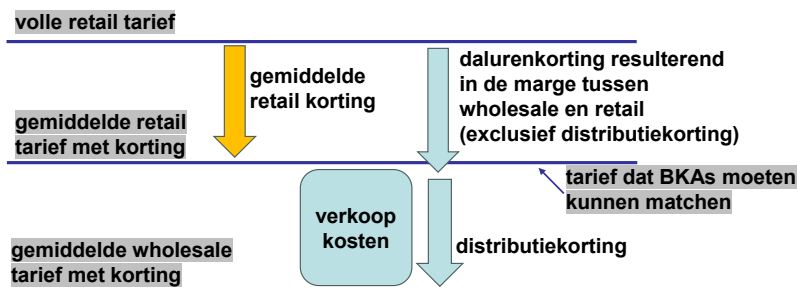 volle retail tarief
gemiddelde
retail korting
dalurenkorting resulterend
in de marge tussen
wholesale en retail
(exclusief distributiekorting)
gemiddelde retail
tarief met korting
tarief dat BKAs moeten
kunnen matchen
verkoop
kosten
distributiekorting
gemiddelde wholesale
tarief met korting